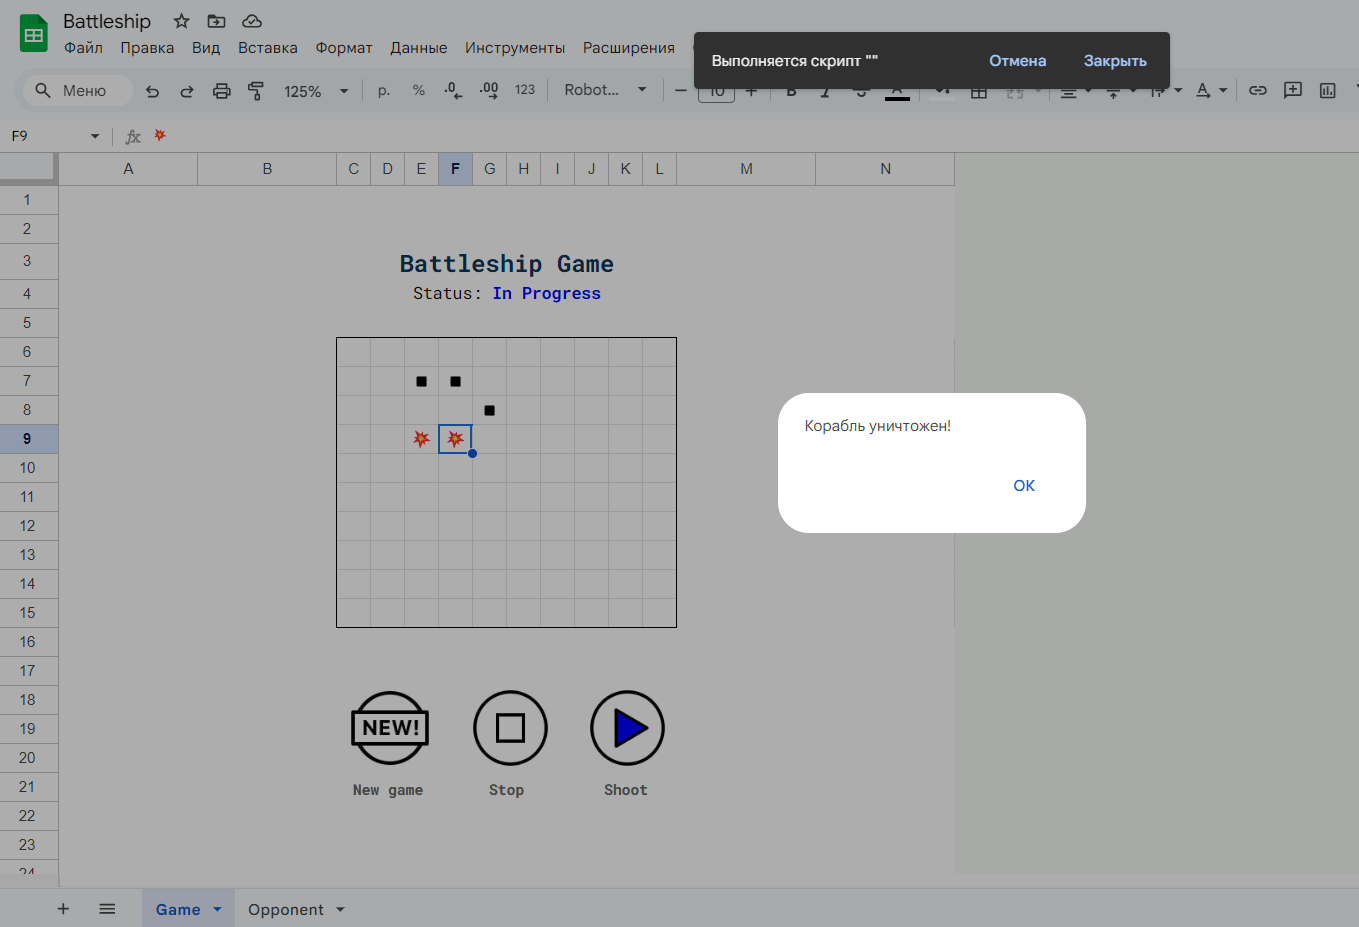 Battleship
Файл Правка Вид Вставка Формат Данные Инструменты Расширения
Выполняется скрипт "" Отмена Закрыть
Меню 125% р. % .0 .00 123 Robot... 10 B I A A
F9 fx
A B C D E F G H I J K L M N
1
2
3
Battleship Game
4
Status: In Progress
5
6
7
8
9
Корабль уничтожен!
10
OK
11
12
13
14
15
16
17
18
19
NEW!
20
21
New game Stop Shoot
22
23
24
+ Game Opponent